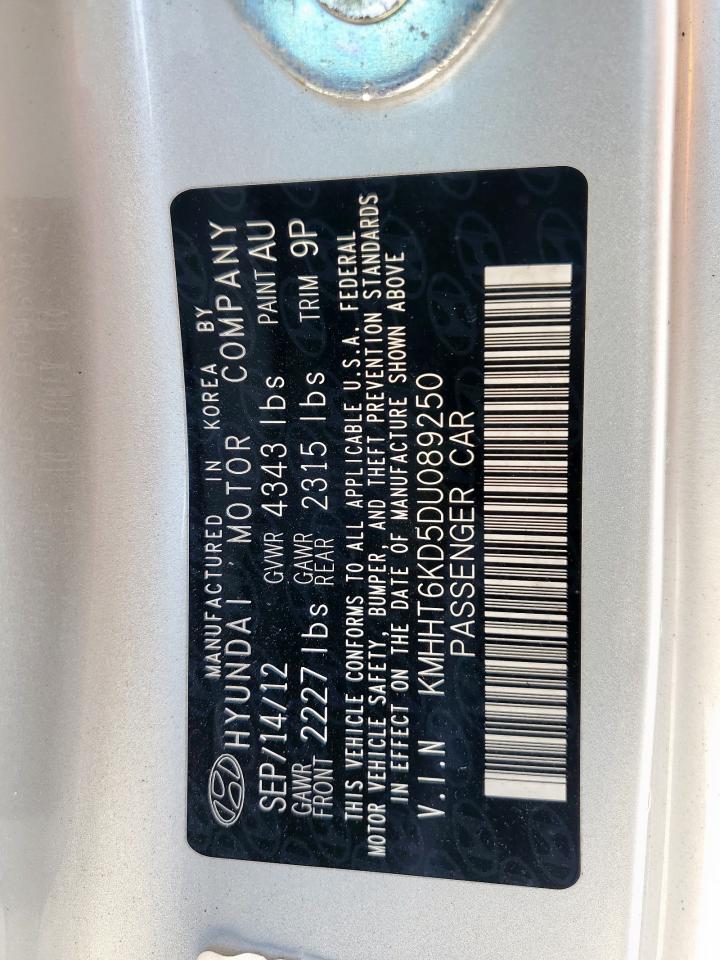 MANUFACTURED IN KOREA BY
HYUNDAI MOTOR COMPANY
SEP/14/12 GVWR 4343 lbs PAINT AU
GAWR FRONT 2227 lbs GAWR REAR 2315 lbs TRIM 9P
THIS VEHICLE CONFORMS TO ALL APPLICABLE U.S.A. FEDERAL
MOTOR VEHICLE SAFETY, BUMPER, AND THEFT PREVENTION STANDARDS
IN EFFECT ON THE DATE OF MANUFACTURE SHOWN ABOVE
V.I.N KMHHT6KD5DU089250
PASSENGER CAR